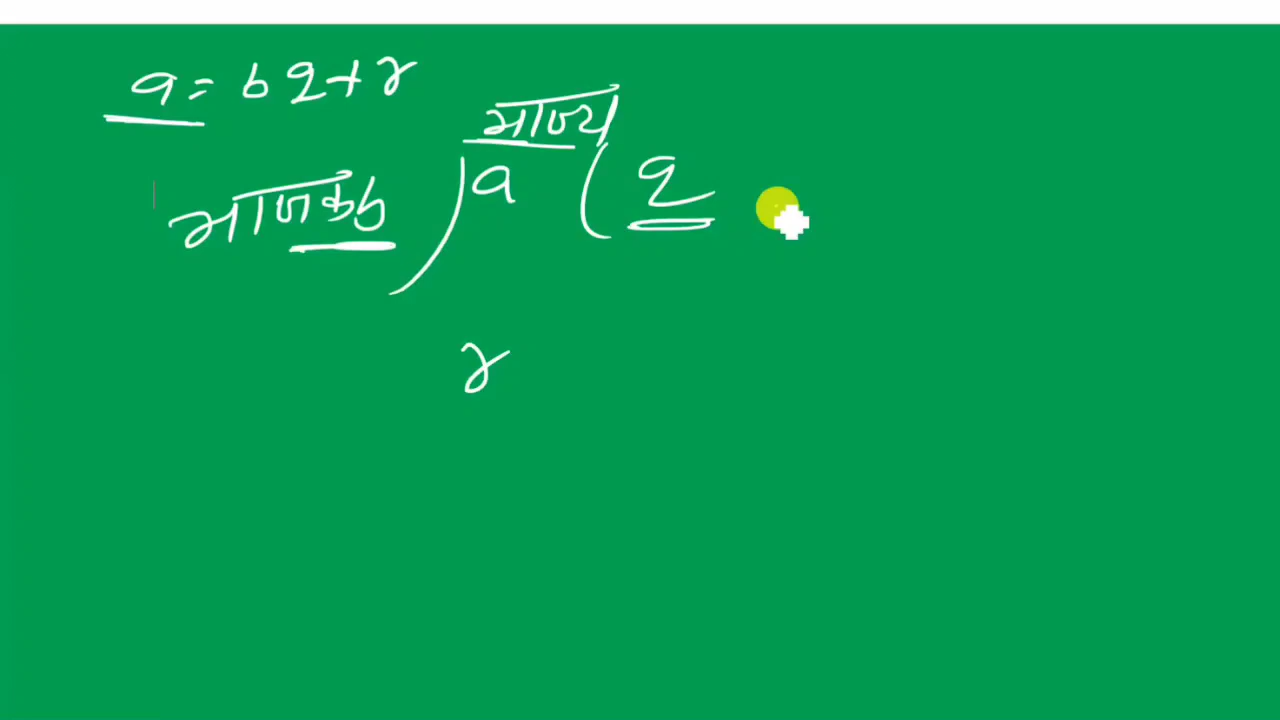 a = bq+r
भाज्य
भाजक b ) a ( q
r